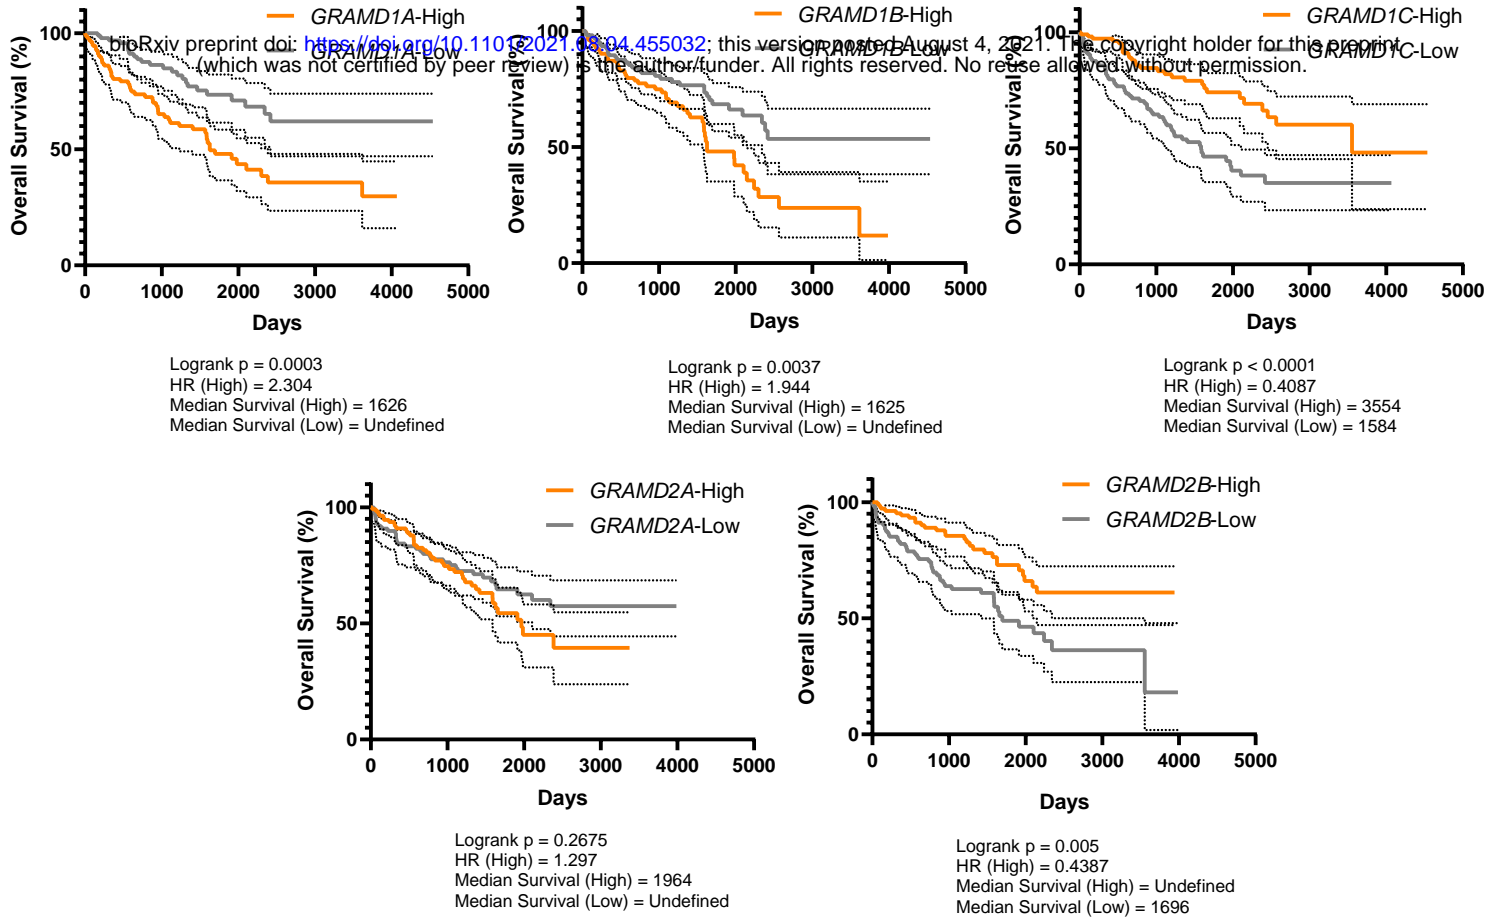 GRAMD1A-High
GRAMD1A-Low
GRAMD1B-High
GRAMD1B-Low
GRAMD1C-High
GRAMD1C-Low
bioRxiv preprint doi: https://doi.org/10.1101/2021.08.04.455032; this version posted August 4, 2021. The copyright holder for this preprint
(which was not certified by peer review) is the author/funder. All rights reserved. No reuse allowed without permission.
Overall Survival (%)
100
50
0
0 1000 2000 3000 4000 5000
Days
Logrank p = 0.0003
HR (High) = 2.304
Median Survival (High) = 1626
Median Survival (Low) = Undefined
Overall Survival (%)
100
50
0
0 1000 2000 3000 4000 5000
Days
Logrank p = 0.0037
HR (High) = 1.944
Median Survival (High) = 1625
Median Survival (Low) = Undefined
Overall Survival (%)
100
50
0
0 1000 2000 3000 4000 5000
Days
Logrank p < 0.0001
HR (High) = 0.4087
Median Survival (High) = 3554
Median Survival (Low) = 1584
GRAMD2A-High
GRAMD2A-Low
Overall Survival (%)
100
50
0
0 1000 2000 3000 4000 5000
Days
Logrank p = 0.2675
HR (High) = 1.297
Median Survival (High) = 1964
Median Survival (Low) = Undefined
GRAMD2B-High
GRAMD2B-Low
Overall Survival (%)
100
50
0
0 1000 2000 3000 4000 5000
Days
Logrank p = 0.005
HR (High) = 0.4387
Median Survival (High) = Undefined
Median Survival (Low) = 1696